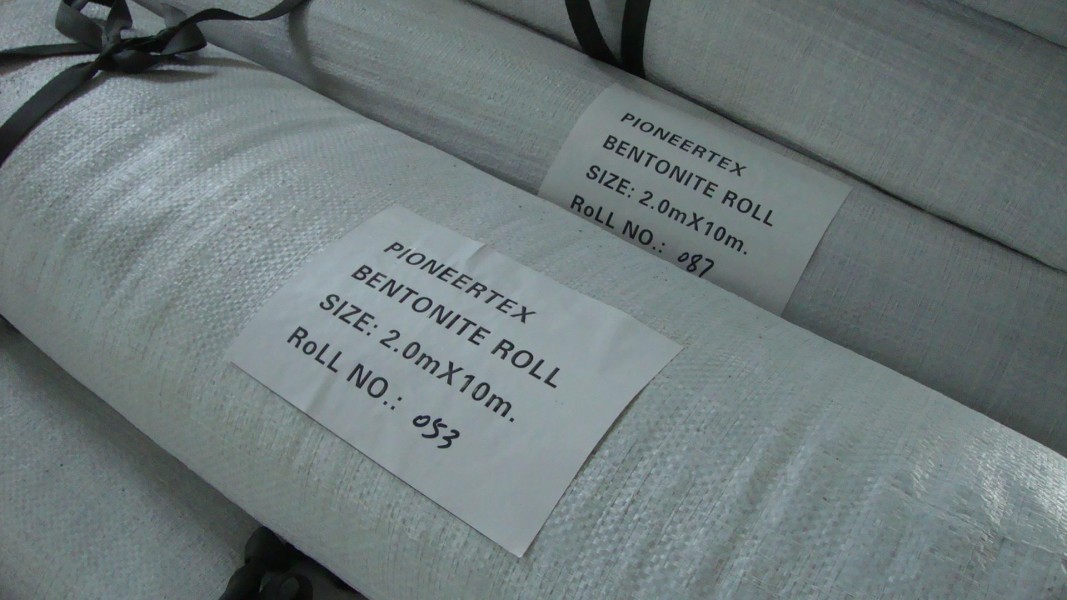 PIONEERTEX
BENTONITE ROLL
SIZE: 2.0mX10m.
RoLL NO.: 087
PIONEERTEX
BENTONITE ROLL
SIZE: 2.0mX10m.
RoLL NO.: 053